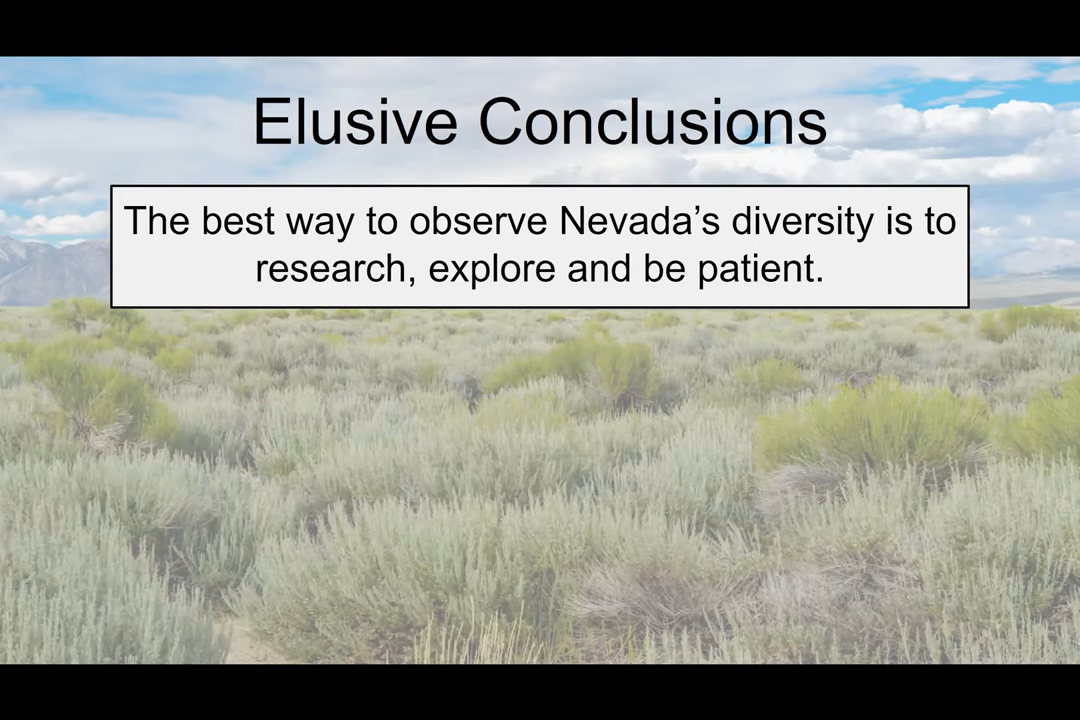 Elusive Conclusions
The best way to observe Nevada’s diversity is to
research, explore and be patient.